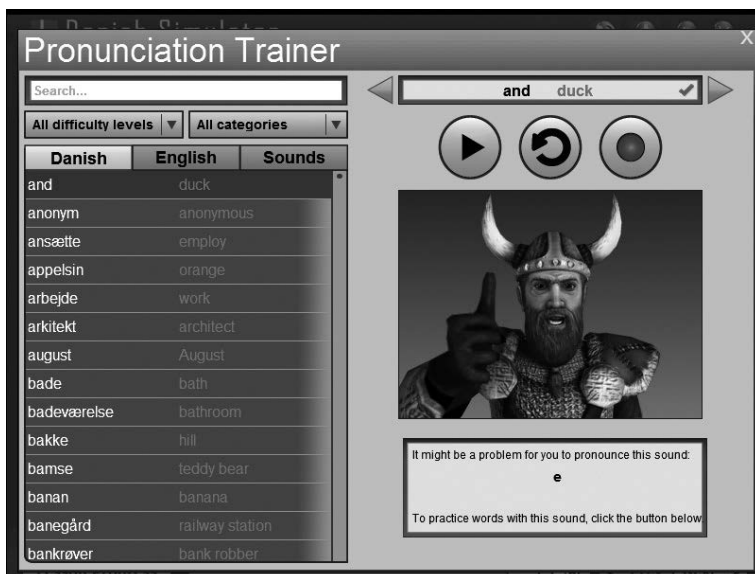 Danish Simulator
Pronunciation Trainer
X
Search...
All difficulty levels
All categories
Danish English Sounds
and duck
anonym anonymous
ansætte employ
appelsin orange
arbejde work
arkitekt architect
august August
bade bath
badeværelse bathroom
bakke hill
bamse teddy bear
banan banana
banegård railway station
bankrøver bank robber
and duck
It might be a problem for you to pronounce this sound:
e
To practice words with this sound, click the button below